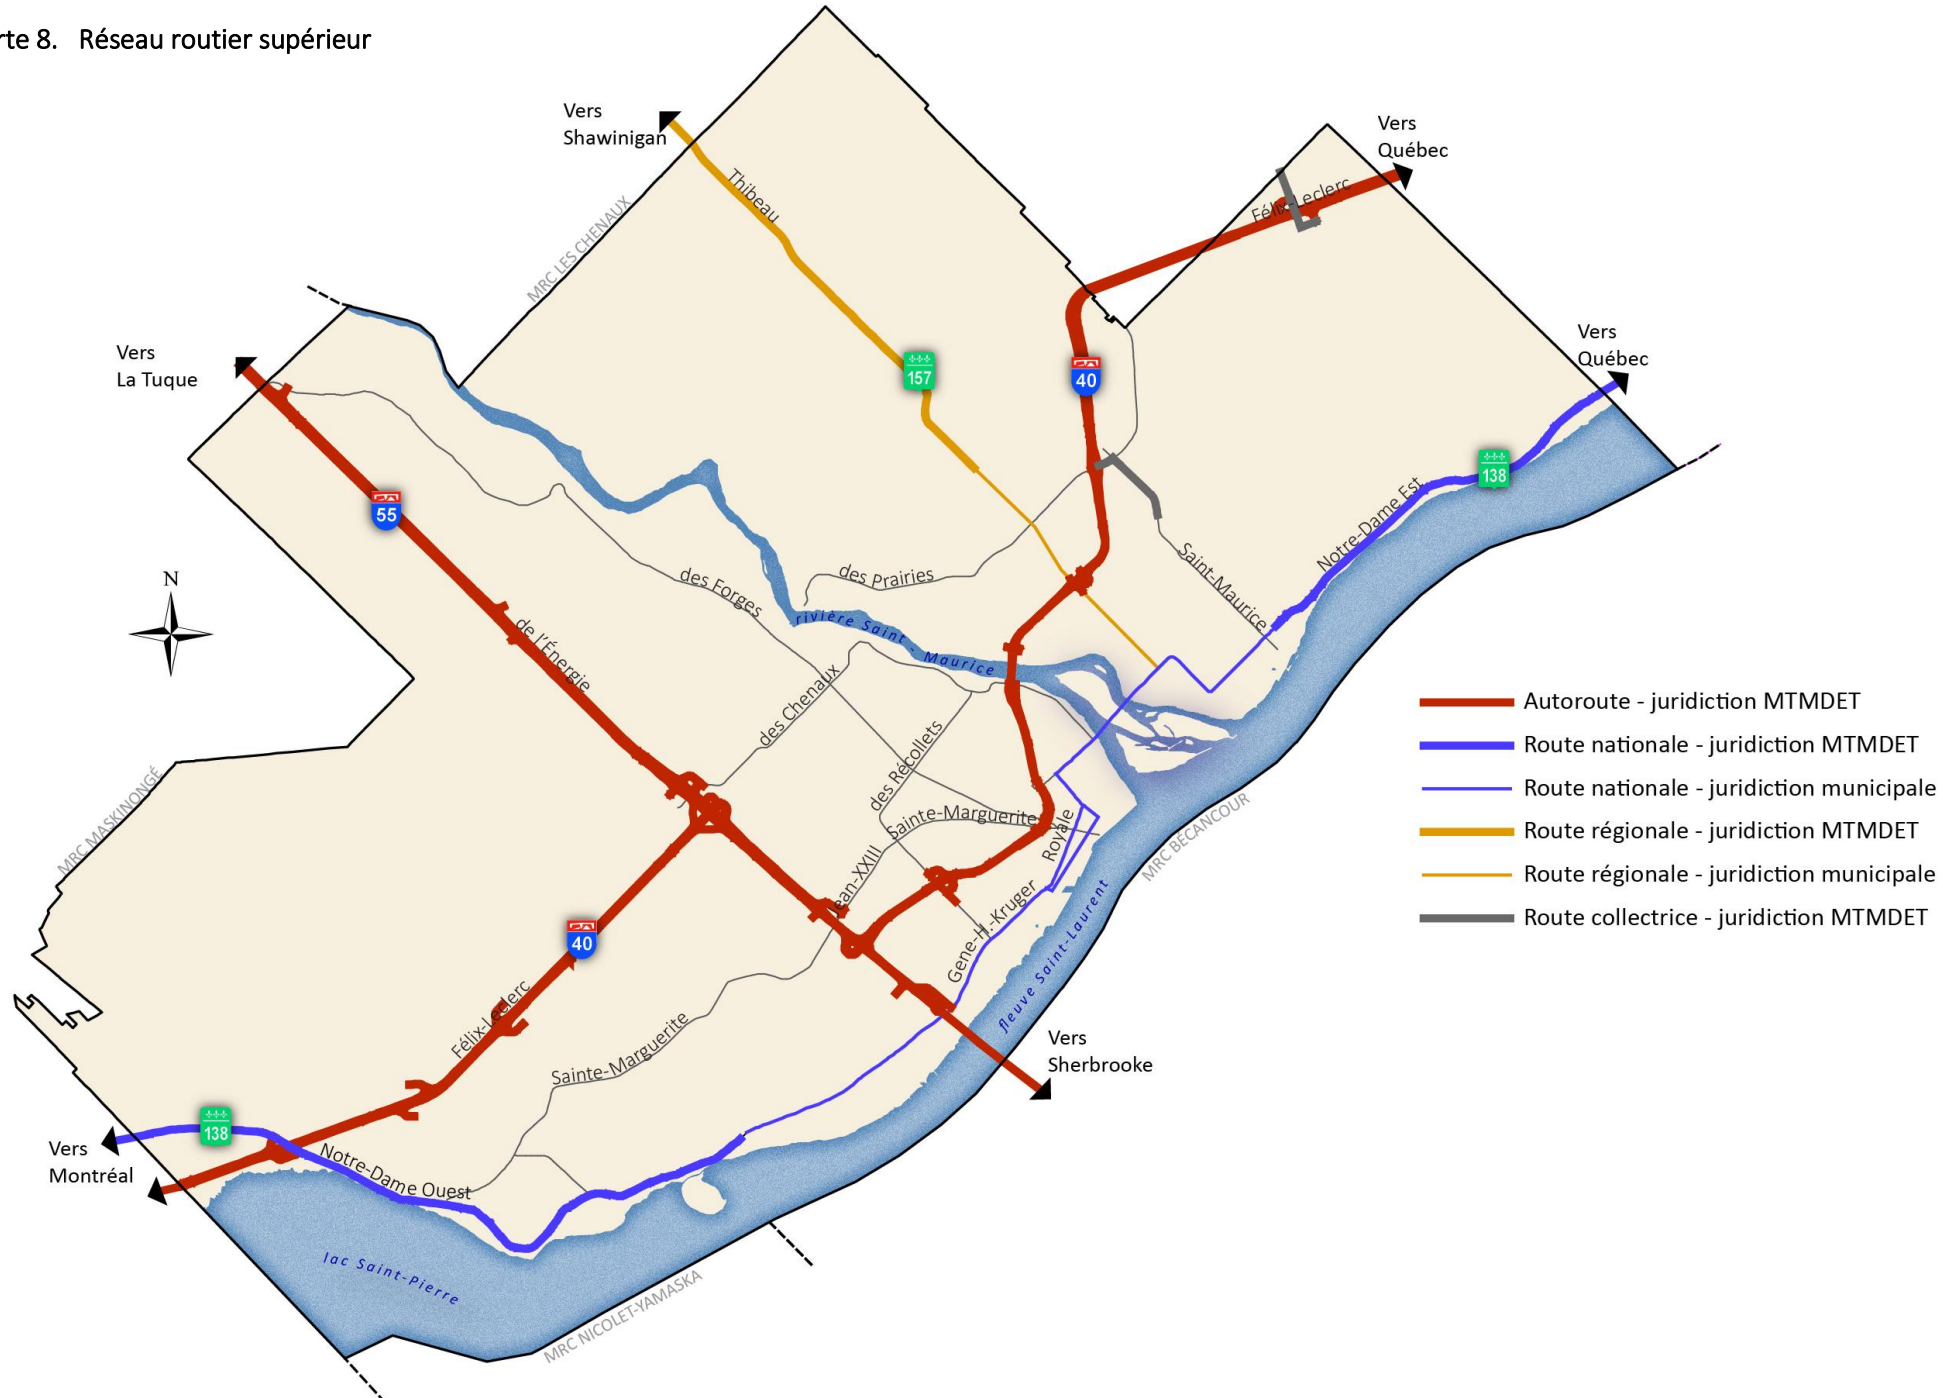 rte 8. Réseau routier supérieur
Vers
Shawinigan
Vers
Québec
Thibeau
Félix-Leclerc
MRC LES CHENAUX
Vers
Québec
Vers
La Tuque
157
40
138
55
Notre-Dame Est
N
des Prairies
des Forges
Saint-Maurice
rivière Saint - Maurice
de l'Énergie
des Chenaux
des Récollets
Autoroute - juridiction MTMDET
Route nationale - juridiction MTMDET
Route nationale - juridiction municipale
Route régionale - juridiction MTMDET
Route régionale - juridiction municipale
Route collectrice - juridiction MTMDET
MRC MASKINONGÉ
Sainte-Marguerite
Royale
MRC BÉCANCOUR
Jean-XXIII
Gene-H.-Kruger
fleuve Saint-Laurent
40
Félix-Leclerc
Sainte-Marguerite
Vers
Sherbrooke
138
Vers
Montréal
Notre-Dame Ouest
lac Saint-Pierre
MRC NICOLET-YAMASKA